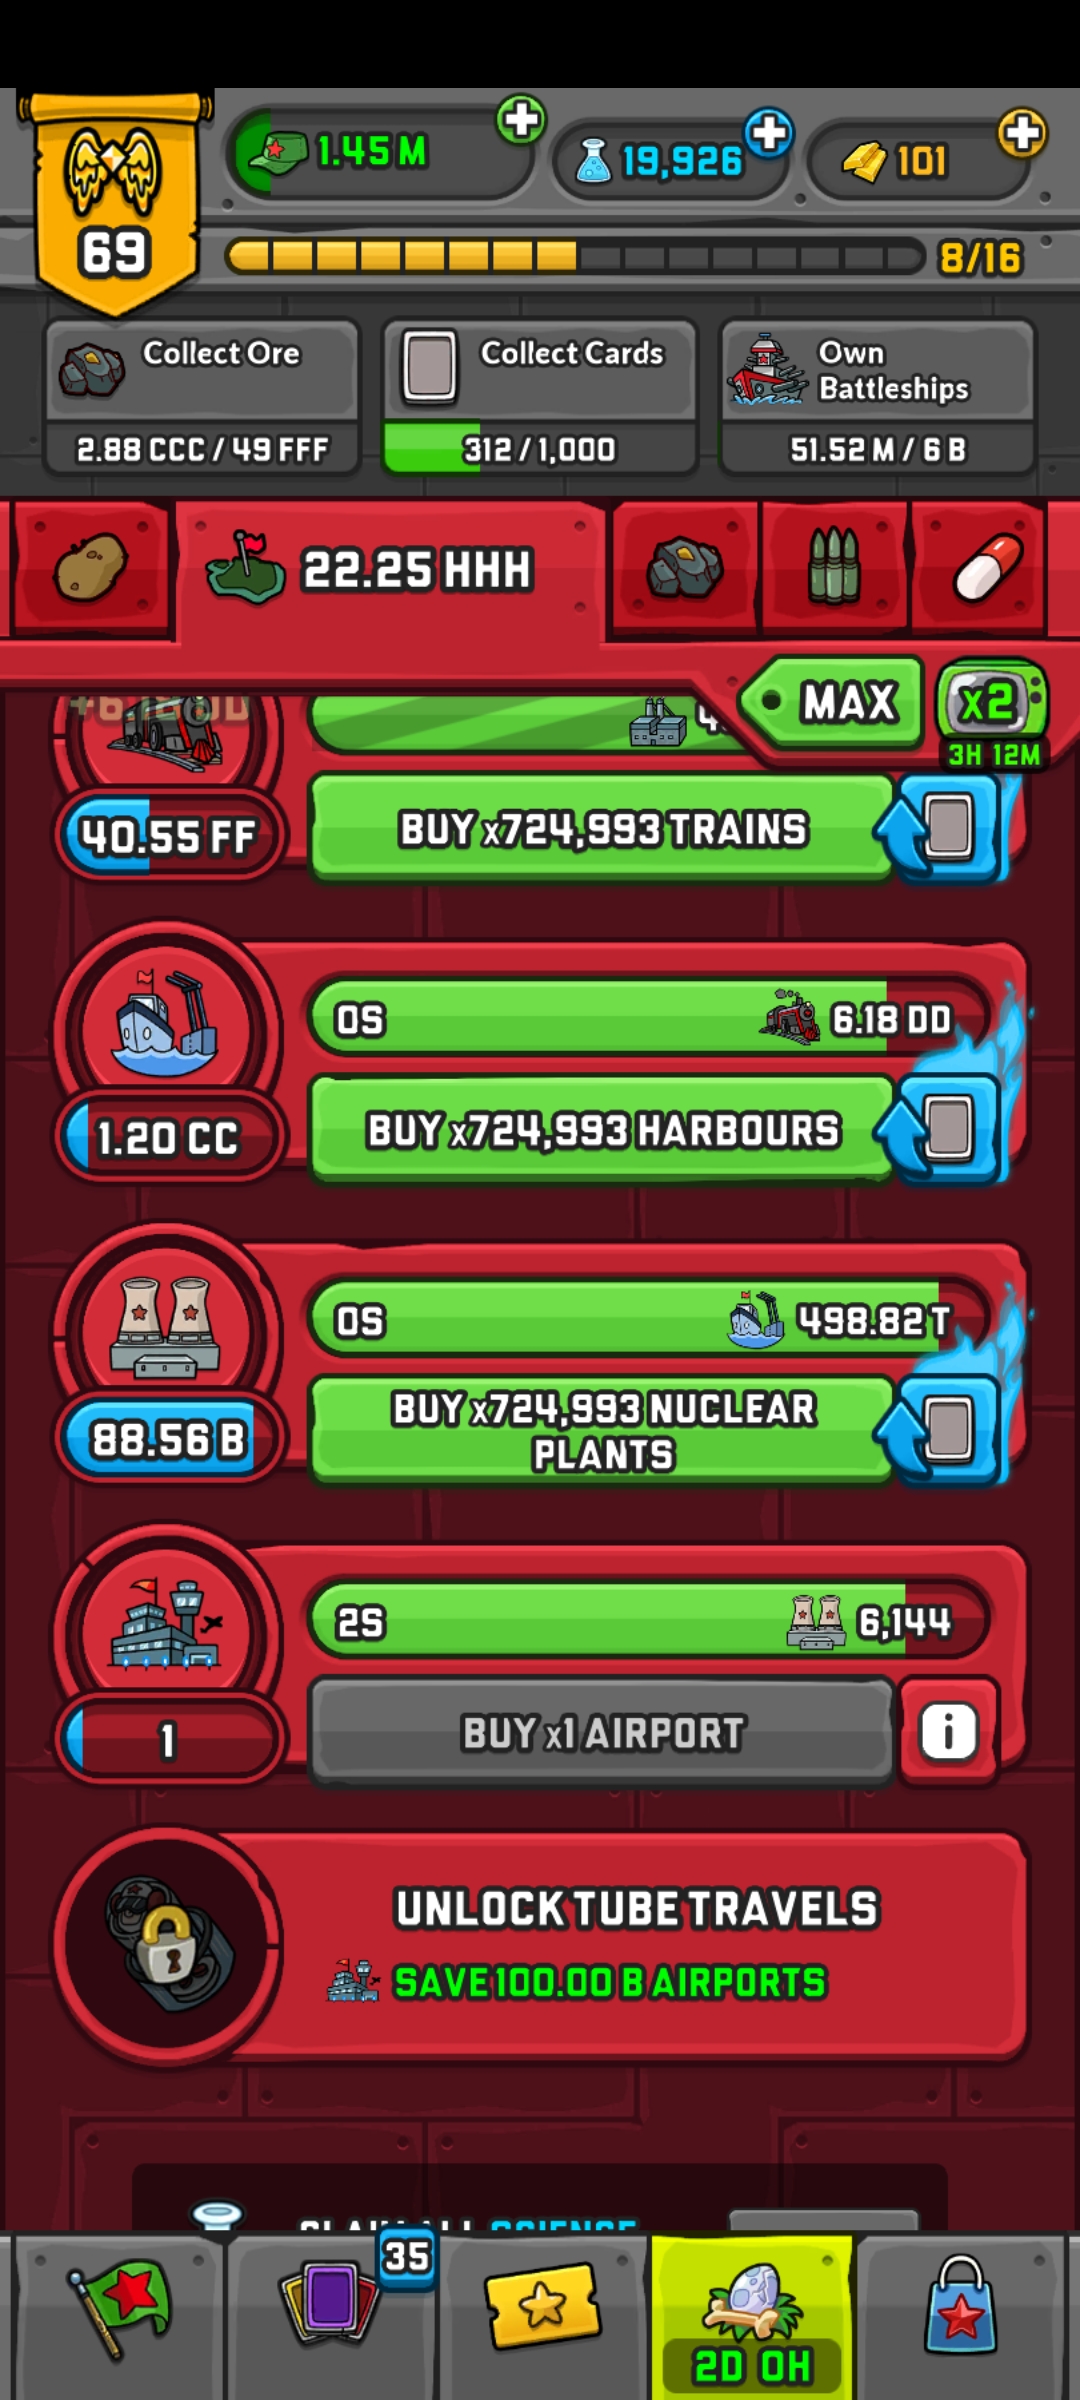 69
1.45 M
19,926
101
8/16
Collect Ore
2.88 CCC / 49 FFF
Collect Cards
312 / 1,000
Own
Battleships
51.52 M / 6 B
22.25 HHH
MAX
x2
3H 12M
40.55 FF
BUY x724,993 TRAINS
0S
6.18 DD
1.20 CC
BUY x724,993 HARBOURS
0S
498.82 T
88.56 B
BUY x724,993 NUCLEAR
PLANTS
2S
6,144
1
BUY x1 AIRPORT
i
UNLOCK TUBE TRAVELS
SAVE 100.00 B AIRPORTS
35
2D 0H